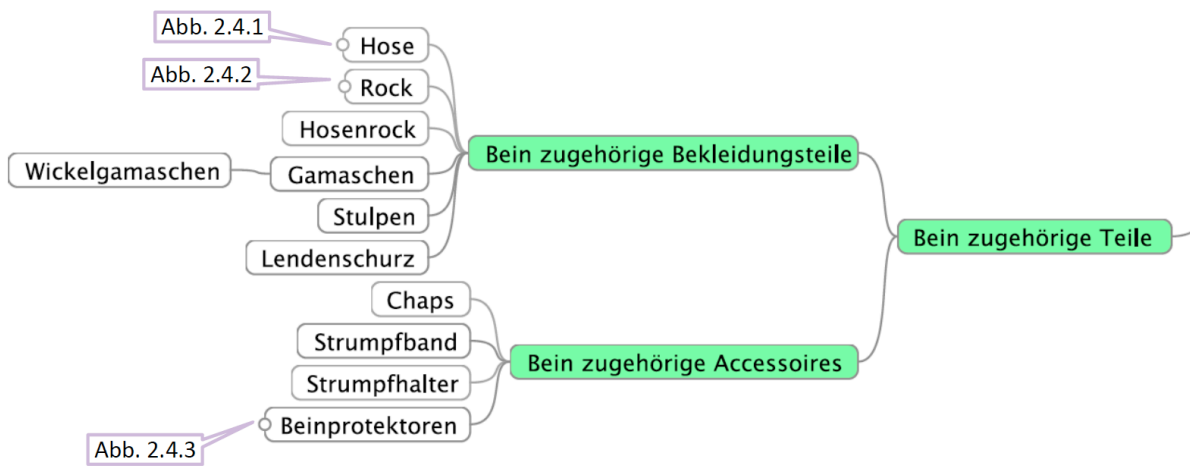 Abb. 2.4.1
Hose
Abb. 2.4.2
Rock
Hosenrock
Bein zugehörige Bekleidungsteile
Wickelgamaschen
Gamaschen
Stulpen
Bein zugehörige Teile
Lendenschurz
Chaps
Strumpfband
Bein zugehörige Accessoires
Strumpfhalter
Beinprotektoren
Abb. 2.4.3